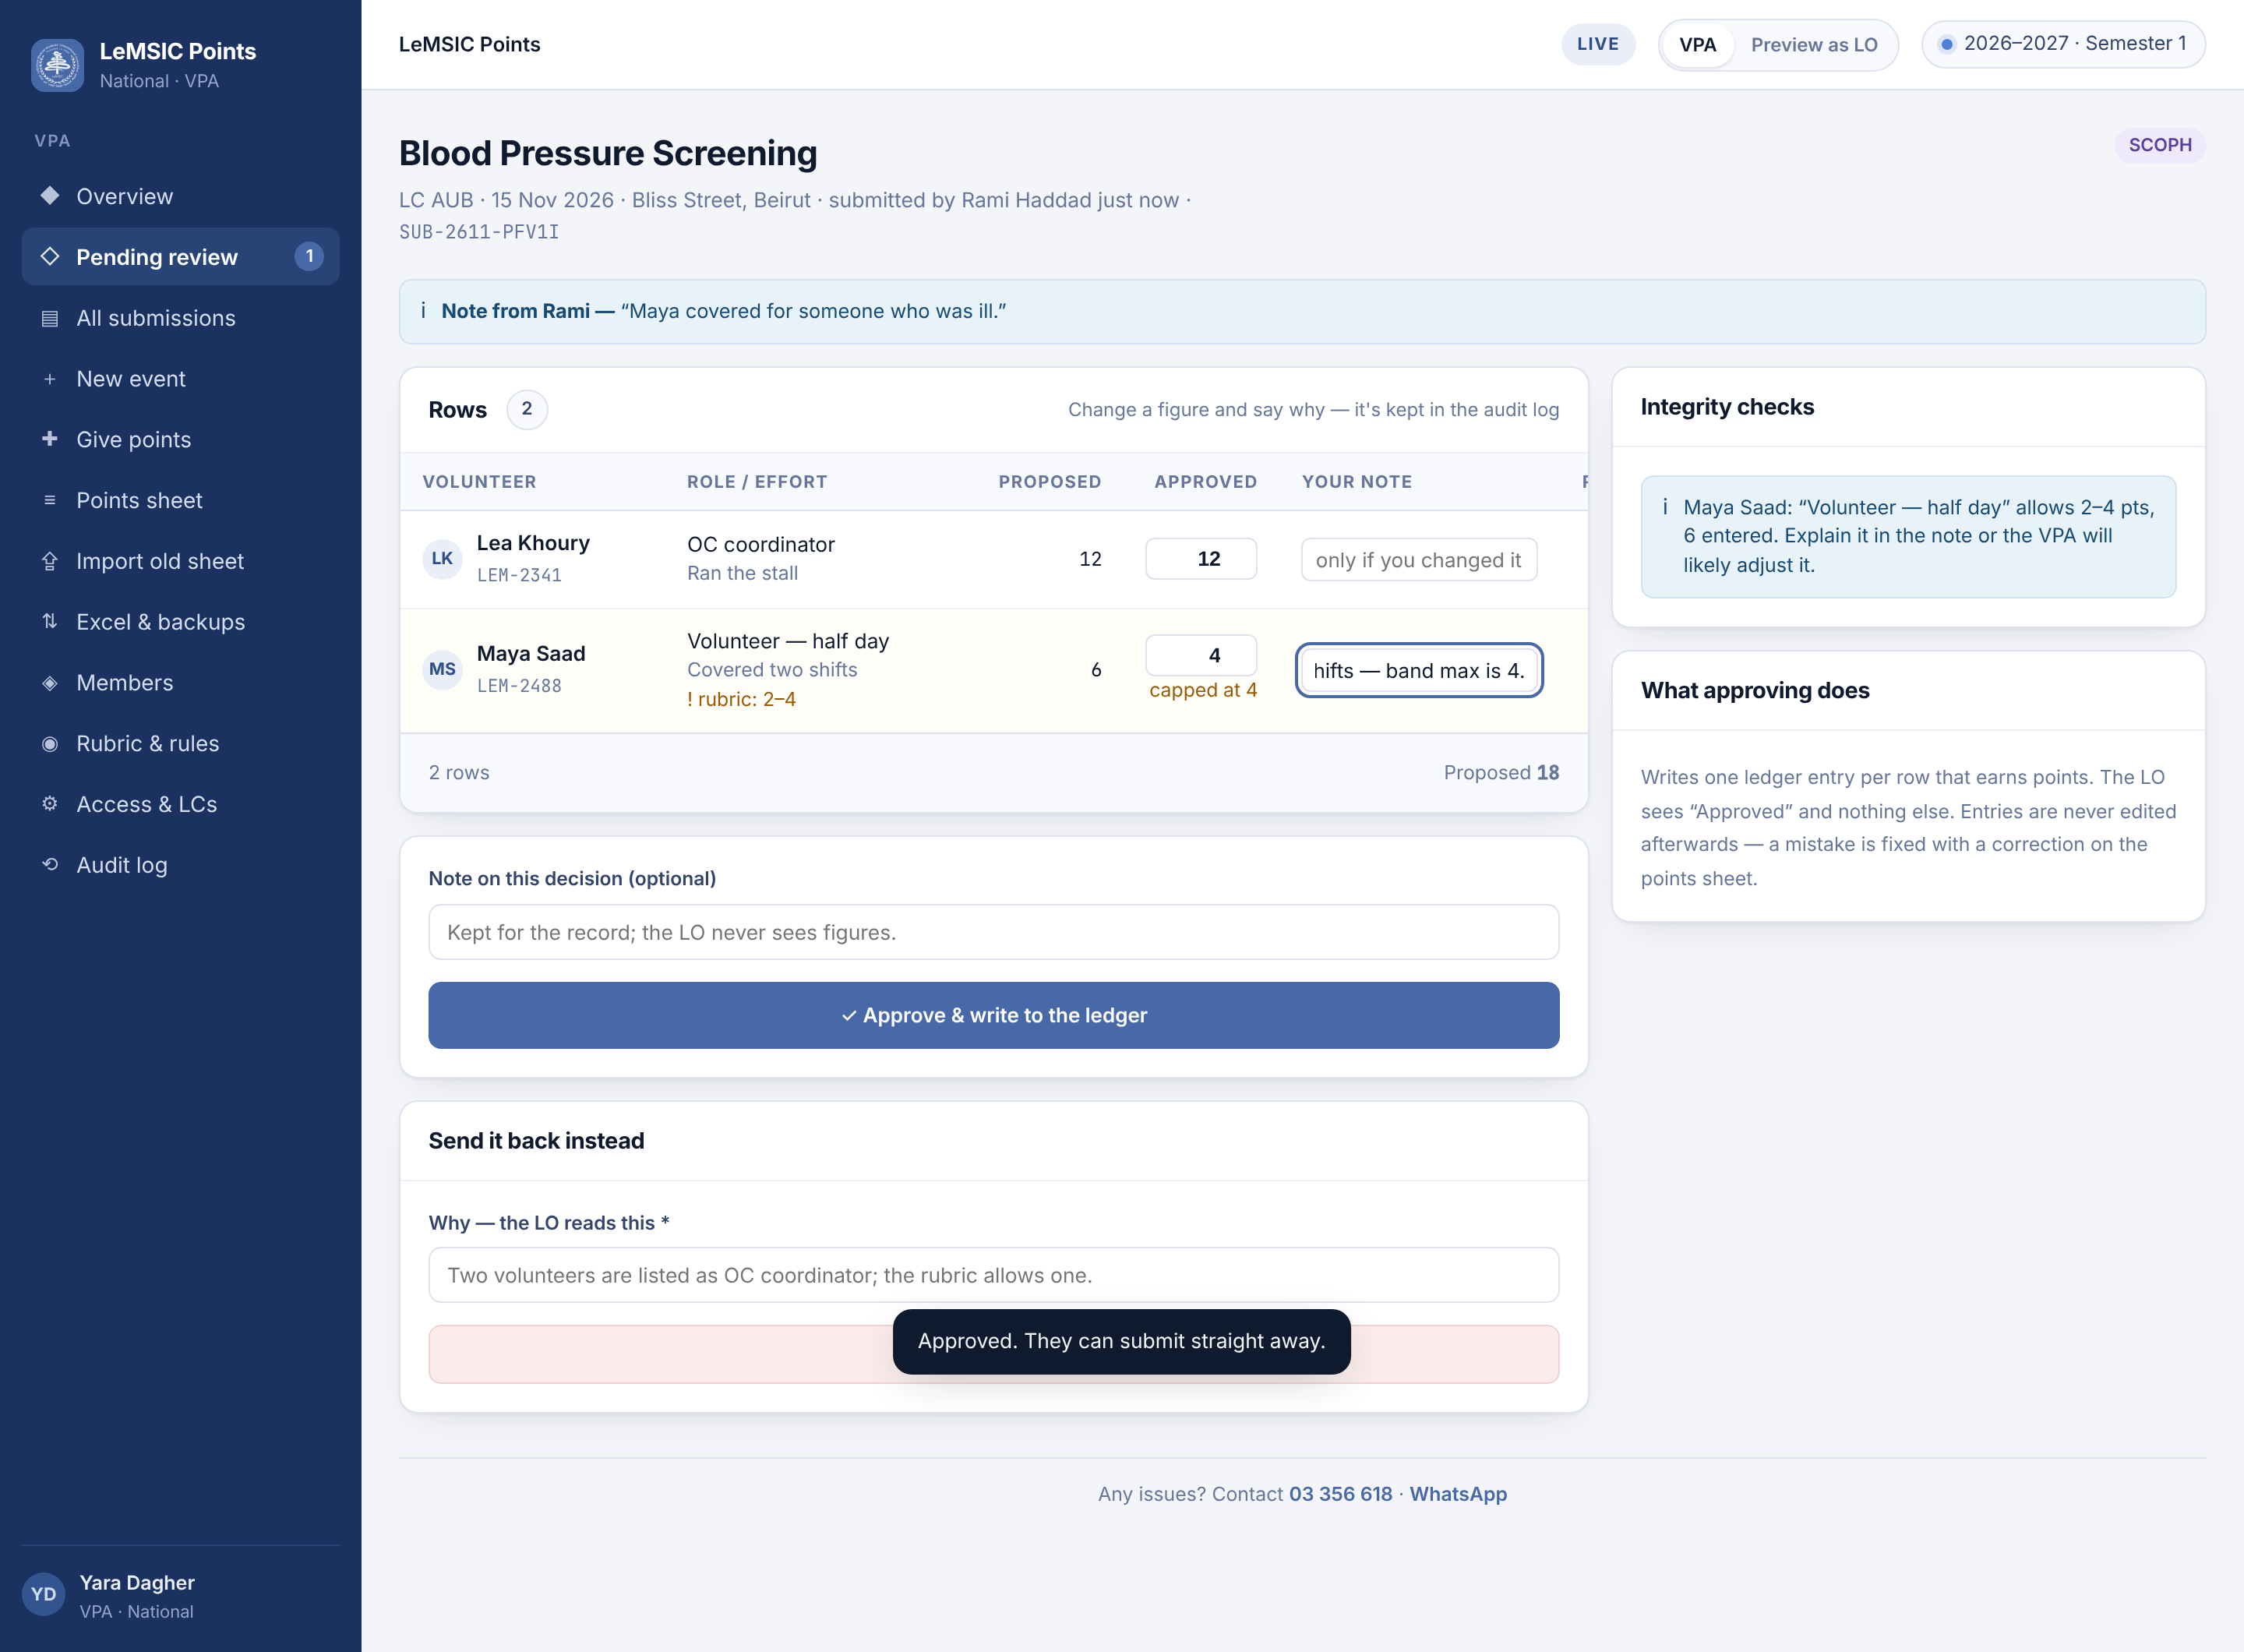 LeMSIC Points
National · VPA
VPA
Overview
Pending review 1
All submissions
New event
Give points
Points sheet
Import old sheet
Excel & backups
Members
Rubric & rules
Access & LCs
Audit log
YD
Yara Dagher
VPA · National
LeMSIC Points
LIVE
VPA
Preview as LO
2026–2027 · Semester 1
Blood Pressure Screening
SCOPH
LC AUB · 15 Nov 2026 · Bliss Street, Beirut · submitted by Rami Haddad just now ·
SUB-2611-PFV1I
i Note from Rami — “Maya covered for someone who was ill.”
Rows 2
Change a figure and say why — it's kept in the audit log
VOLUNTEER ROLE / EFFORT PROPOSED APPROVED YOUR NOTE
LK Lea Khoury
LEM-2341
OC coordinator
Ran the stall
12
12
only if you changed it
MS Maya Saad
LEM-2488
Volunteer — half day
Covered two shifts
! rubric: 2–4
6
4
capped at 4
hifts — band max is 4.
2 rows
Proposed 18
Note on this decision (optional)
Kept for the record; the LO never sees figures.
✓ Approve & write to the ledger
Send it back instead
Why — the LO reads this *
Two volunteers are listed as OC coordinator; the rubric allows one.
Approved. They can submit straight away.
Integrity checks
i Maya Saad: “Volunteer — half day” allows 2–4 pts,
6 entered. Explain it in the note or the VPA will
likely adjust it.
What approving does
Writes one ledger entry per row that earns points. The LO
sees “Approved” and nothing else. Entries are never edited
afterwards — a mistake is fixed with a correction on the
points sheet.
Any issues? Contact 03 356 618 · WhatsApp